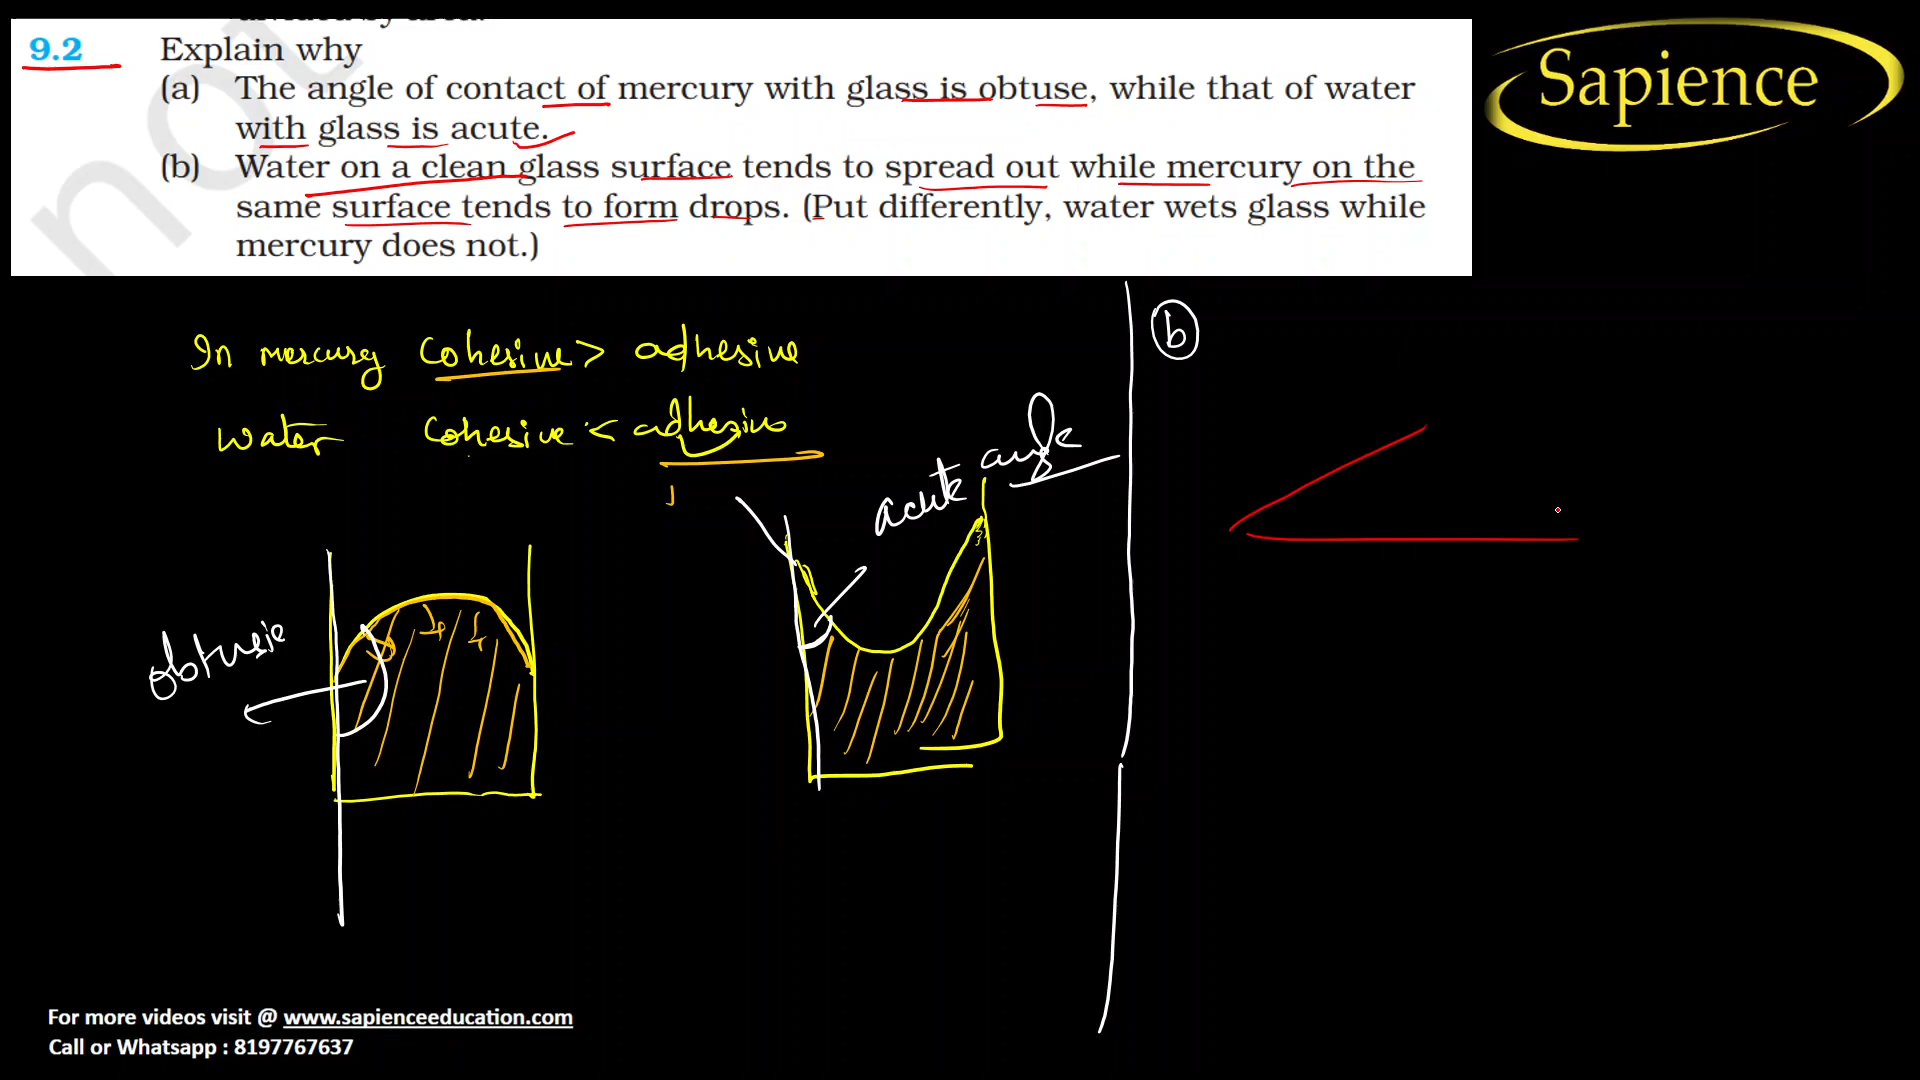 9.2 Explain why
(a) The angle of contact of mercury with glass is obtuse, while that of water
with glass is acute.
(b) Water on a clean glass surface tends to spread out while mercury on the
same surface tends to form drops. (Put differently, water wets glass while
mercury does not.)
Sapience
In mercury cohesive > adhesive
water cohesive < adhesive
acute angle
obtusie
b
For more videos visit @ www.sapienceeducation.com
Call or Whatsapp : 8197767637